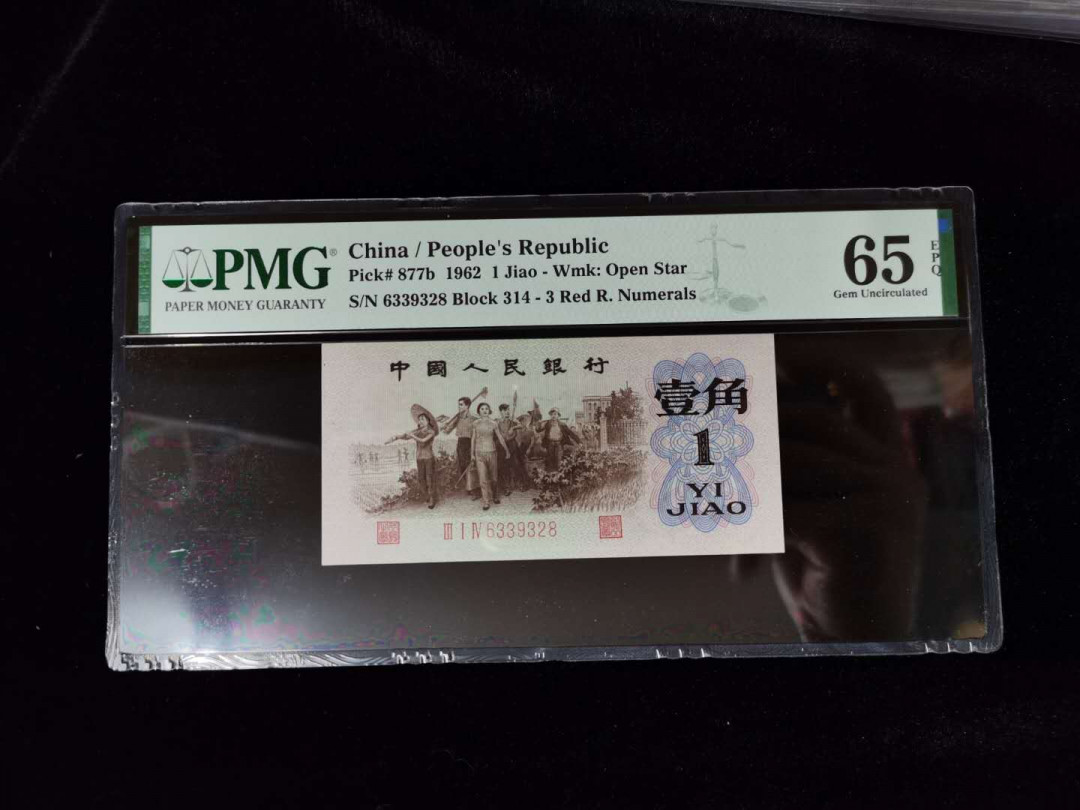 PMG®
PAPER MONEY GUARANTY
China / People's Republic
Pick# 877b 1962 1 Jiao - Wmk: Open Star
S/N 6339328 Block 314 - 3 Red R. Numerals
65
EPQ
Gem Uncirculated
中國人民銀行
壹角
1
YI
JIAO
III I IV 6339328